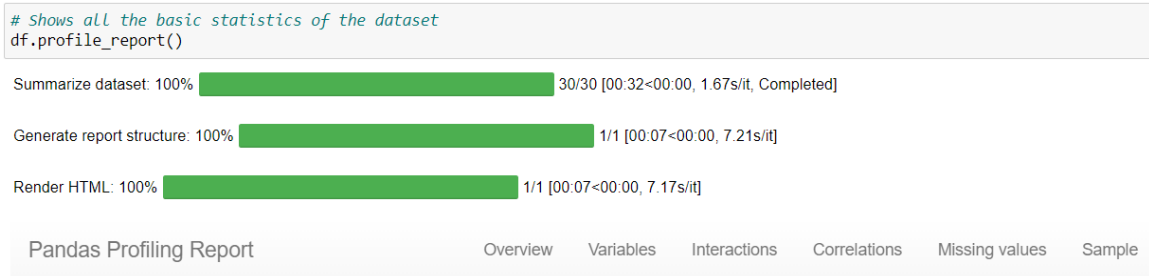 # Shows all the basic statistics of the dataset
df.profile_report()
Summarize dataset: 100% 30/30 [00:32<00:00, 1.67s/it, Completed]
Generate report structure: 100% 1/1 [00:07<00:00, 7.21s/it]
Render HTML: 100% 1/1 [00:07<00:00, 7.17s/it]
Pandas Profiling Report Overview Variables Interactions Correlations Missing values Sample